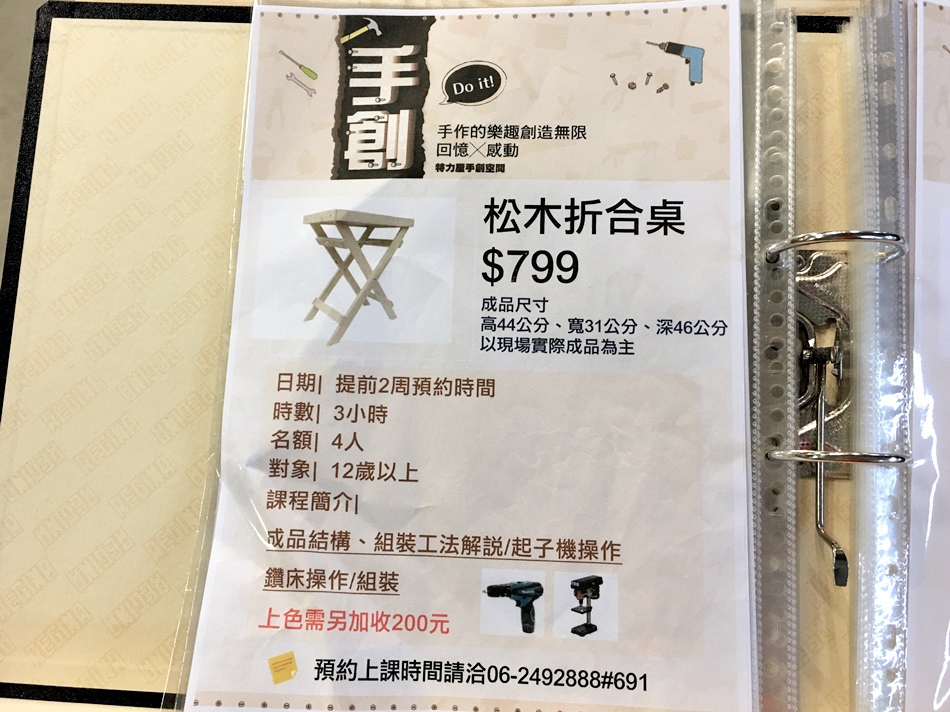 手創
Do it!
手作的樂趣創造無限
回憶╳感動
特力屋手創空間
松木折合桌
$799
成品尺寸
高44公分、寬31公分、深46公分
以現場實際成品為主
日期| 提前2周預約時間
時數| 3小時
名額| 4人
對象| 12歲以上
課程簡介|
成品結構、組裝工法解說/起子機操作
鑽床操作/組裝
上色需另加收200元
預約上課時間請洽06-2492888#691